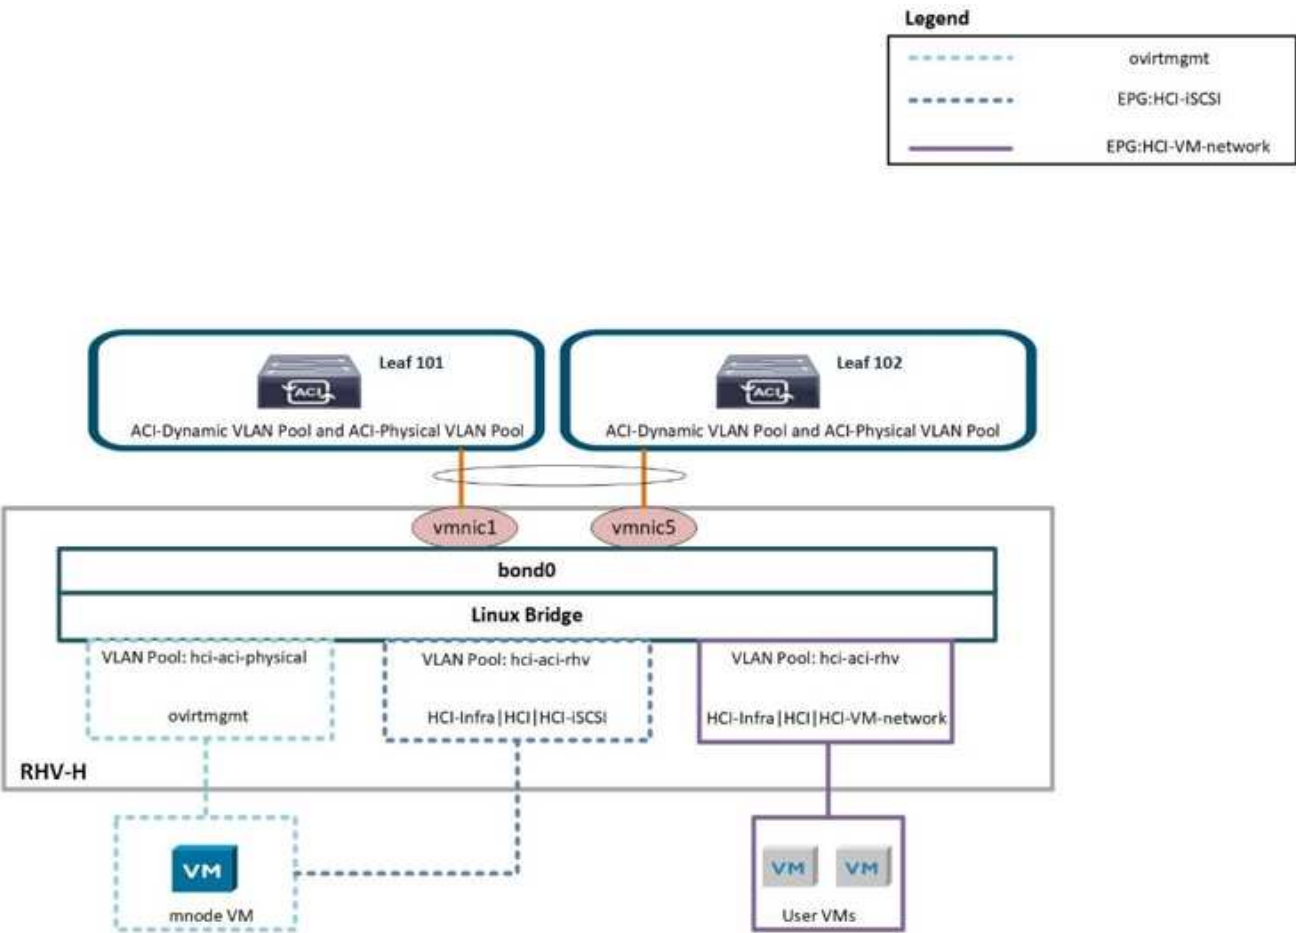 Legend
ovirtmgmt
EPG:HCI-iSCSI
EPG:HCI-VM-network
Leaf 101
ACI
ACI-Dynamic VLAN Pool and ACI-Physical VLAN Pool
Leaf 102
ACI
ACI-Dynamic VLAN Pool and ACI-Physical VLAN Pool
vmnic1
vmnic5
bond0
Linux Bridge
VLAN Pool: hci-aci-physical
ovirtmgmt
VLAN Pool: hci-aci-rhv
HCI-Infra|HCI|HCI-iSCSI
VLAN Pool: hci-aci-rhv
HCI-Infra|HCI|HCI-VM-network
RHV-H
VM
mnode VM
VM
VM
User VMs